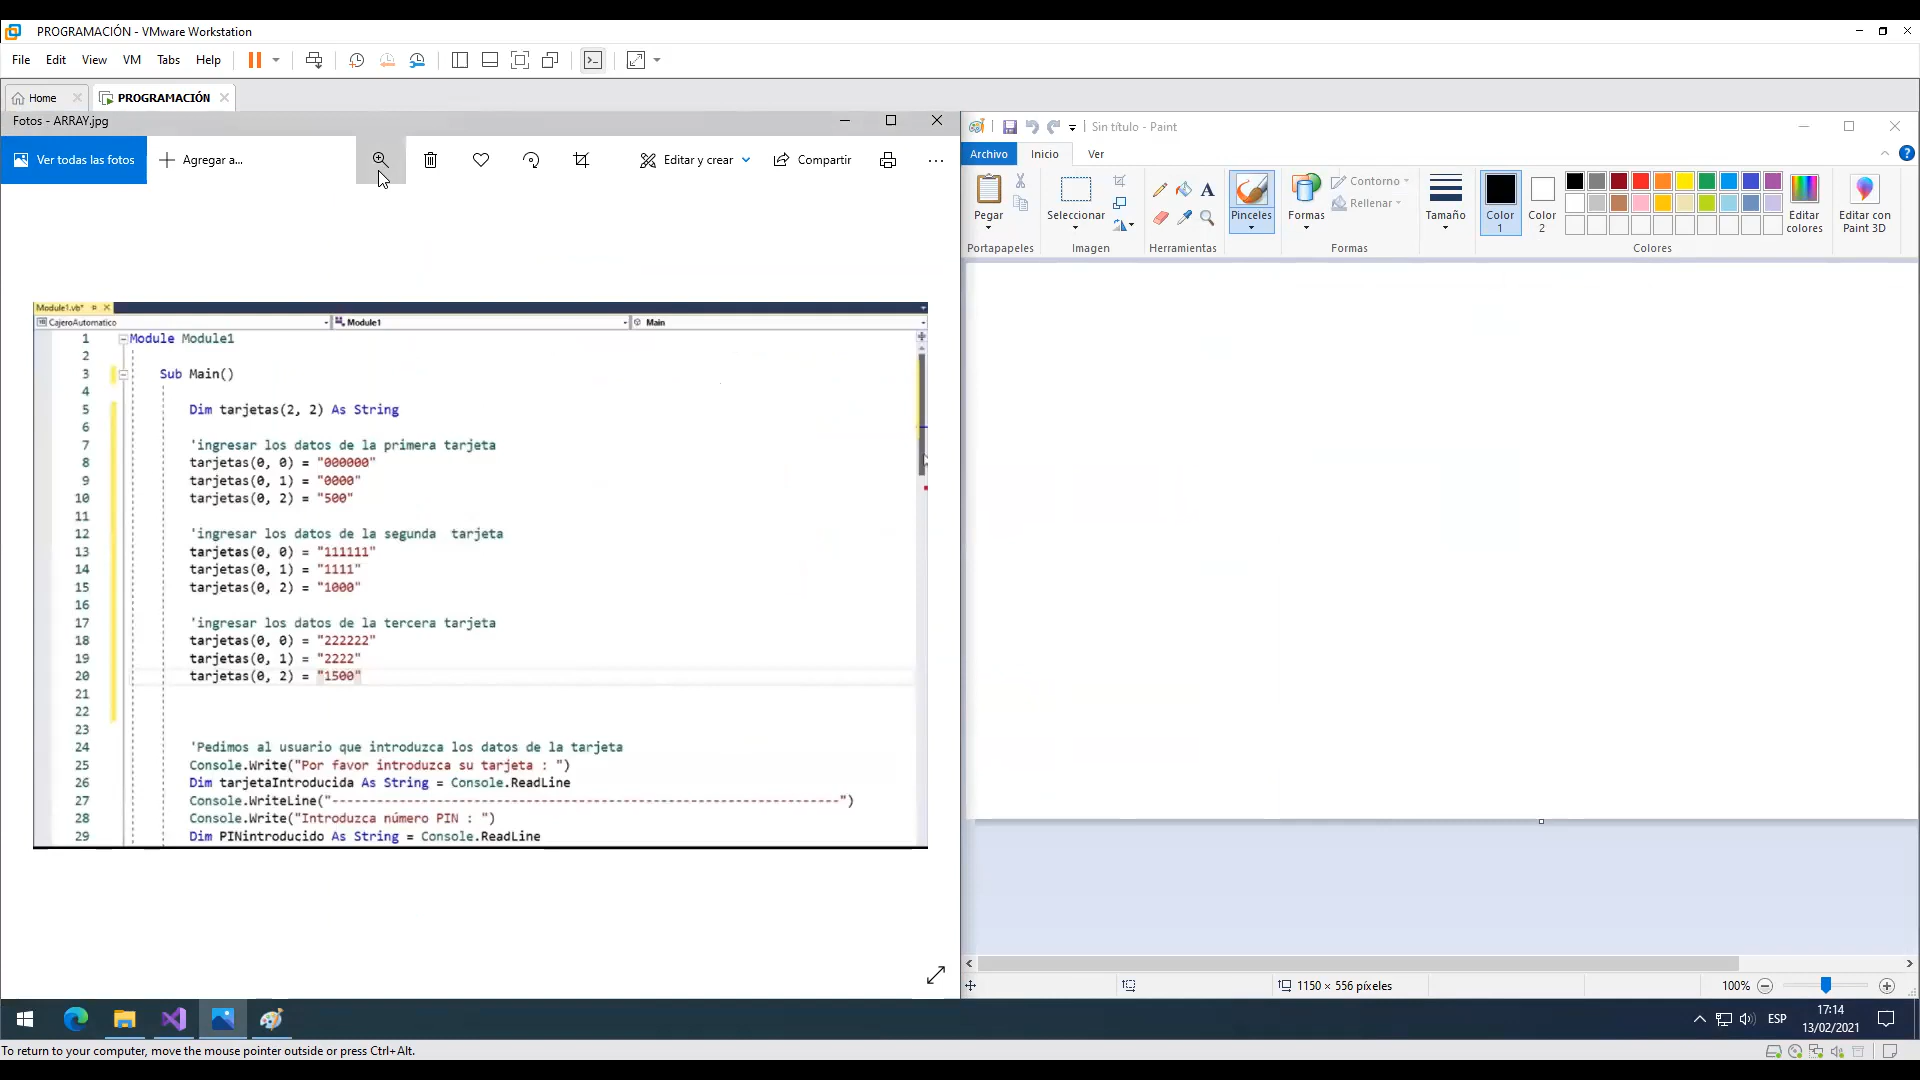 PROGRAMACIÓN - VMware Workstation
File Edit View VM Tabs Help
Home PROGRAMACIÓN
Fotos - ARRAY.jpg
Ver todas las fotos Agregar a... Editar y crear Compartir
Module1.vb*
CajeroAutomatico Module1 Main
1 Module Module1
2
3 Sub Main()
4
5 Dim tarjetas(2, 2) As String
6
7 'ingresar los datos de la primera tarjeta
8 tarjetas(0, 0) = "000000"
9 tarjetas(0, 1) = "0000"
10 tarjetas(0, 2) = "500"
11
12 'ingresar los datos de la segunda  tarjeta
13 tarjetas(0, 0) = "111111"
14 tarjetas(0, 1) = "1111"
15 tarjetas(0, 2) = "1000"
16
17 'ingresar los datos de la tercera tarjeta
18 tarjetas(0, 0) = "222222"
19 tarjetas(0, 1) = "2222"
20 tarjetas(0, 2) = "1500"
21
22
23
24 'Pedimos al usuario que introduzca los datos de la tarjeta
25 Console.Write("Por favor introduzca su tarjeta : ")
26 Dim tarjetaIntroducida As String = Console.ReadLine
27 Console.WriteLine("--------------------------------------------------------------------")
28 Console.Write("Introduzca número PIN : ")
29 Dim PINintroducido As String = Console.ReadLine
Sin título - Paint
Archivo Inicio Ver
Pegar
Portapapeles
Seleccionar
Imagen
A
Herramientas
Pinceles
Formas
Contorno
Rellenar
Formas
Tamaño
Color 1
Color 2
Editar colores
Colores
Editar con Paint 3D
1150 × 556 píxeles
100%
ESP
17:14
13/02/2021
To return to your computer, move the mouse pointer outside or press Ctrl+Alt.